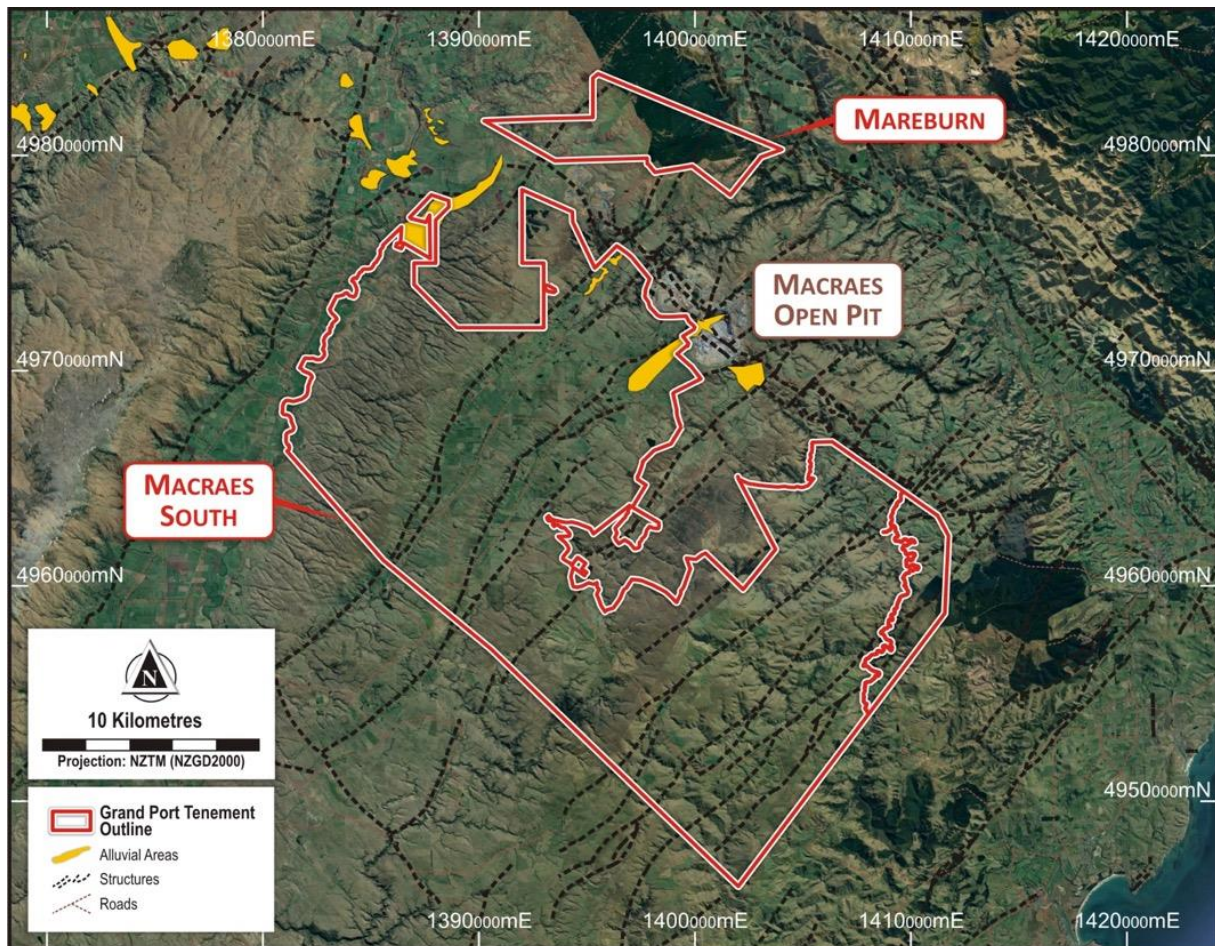 1380000mE
1390000mE
1400000mE
1410000mE
1420000mE
MAREBURN
4980000mN
4980000mN
MACRAES
OPEN PIT
4970000mN
4970000mN
MACRAES
SOUTH
4960000mN
4960000mN
N
10 Kilometres
Projection: NZTM (NZGD2000)
Grand Port Tenement
Outline
Alluvial Areas
Structures
Roads
4950000mN
1390000mE
1400000mE
1410000mE
1420000mE